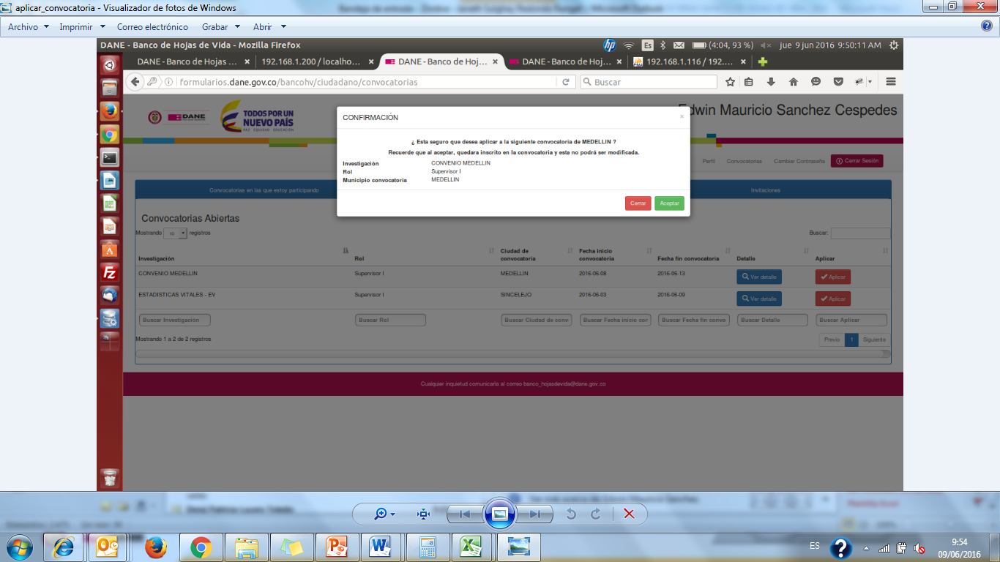 aplicar_convocatoria - Visualizador de fotos de Windows
Archivo Imprimir Correo electrónico Grabar Abrir
DANE - Banco de Hojas de Vida - Mozilla Firefox
Es (4:04, 93 %) jue 9 jun 2016 9:50:11 AM
DANE - Banco de Hojas ... 192.168.1.200 / localho... DANE - Banco de Hoj... DANE - Banco de Hoj... 192.168.1.116 / 192....
formularios.dane.gov.co/bancohv/ciudadano/convocatorias
Buscar
DANE
TODOS POR UN
NUEVO PAÍS
PAZ EQUIDAD EDUCACIÓN
Edwin Mauricio Sanchez Cespedes
CONFIRMACIÓN
¿ Esta seguro que desea aplicar a la siguiente convocatoria de MEDELLIN ?
Recuerde que al aceptar, quedara inscrito en la convocatoria y esta no podrá ser modificada.
Investigación CONVENIO MEDELLIN
Rol Supervisor I
Municipio convocatoria MEDELLIN
Cerrar Aceptar
Perfil Convocatorias Cambiar Contraseña Cerrar Sesión
Convocatorias en las que estoy participando Invitaciones
Convocatorias Abiertas
Mostrando 10 registros Buscar:
Investigación Rol Ciudad de convocatoria Fecha inicio convocatoria Fecha fin convocatoria Detalle Aplicar
CONVENIO MEDELLIN Supervisor I MEDELLIN 2016-06-08 2016-06-13 Ver detalle Aplicar
ESTADISTICAS VITALES - EV Supervisor I SINCELEJO 2016-06-03 2016-06-09 Ver detalle Aplicar
Buscar Investigación Buscar Rol Buscar Ciudad de conv Buscar Fecha inicio con Buscar Fecha fin convo Buscar Detalle Buscar Aplicar
Mostrando 1 a 2 de 2 registros
Previo 1 Siguiente
Cualquier inquietud comunicarla al correo banco_hojasdevida@dane.gov.co
ES
9:54
09/06/2016